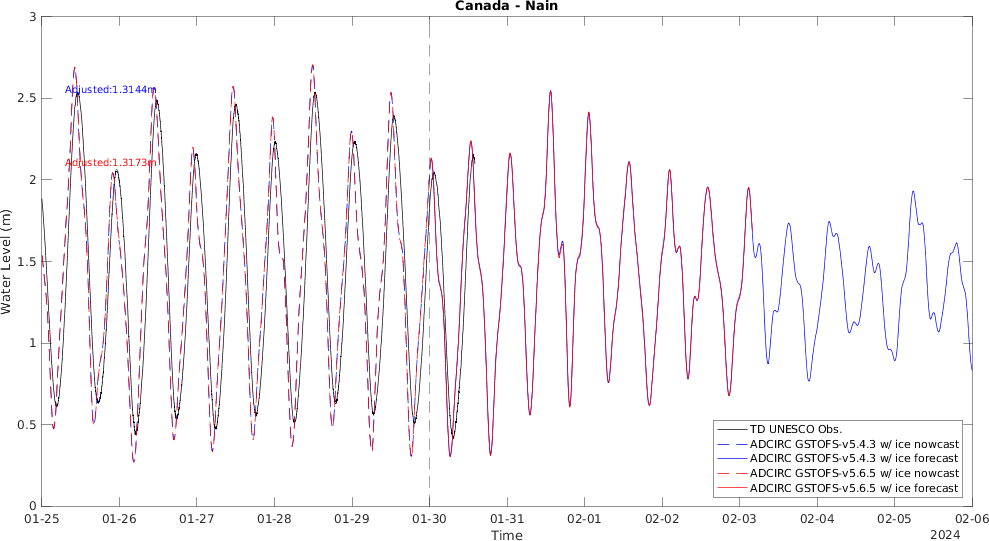 Canada - Nain
3
2.5
2
1.5
1
0.5
0
Water Level (m)
Adjusted:1.3144m
Adjusted:1.3173m
TD UNESCO Obs.
ADCIRC GSTOFS-v5.4.3 w/ ice nowcast
ADCIRC GSTOFS-v5.4.3 w/ ice forecast
ADCIRC GSTOFS-v5.6.5 w/ ice nowcast
ADCIRC GSTOFS-v5.6.5 w/ ice forecast
01-25 01-26 01-27 01-28 01-29 01-30 01-31 02-01 02-02 02-03 02-04 02-05 02-06
Time
2024